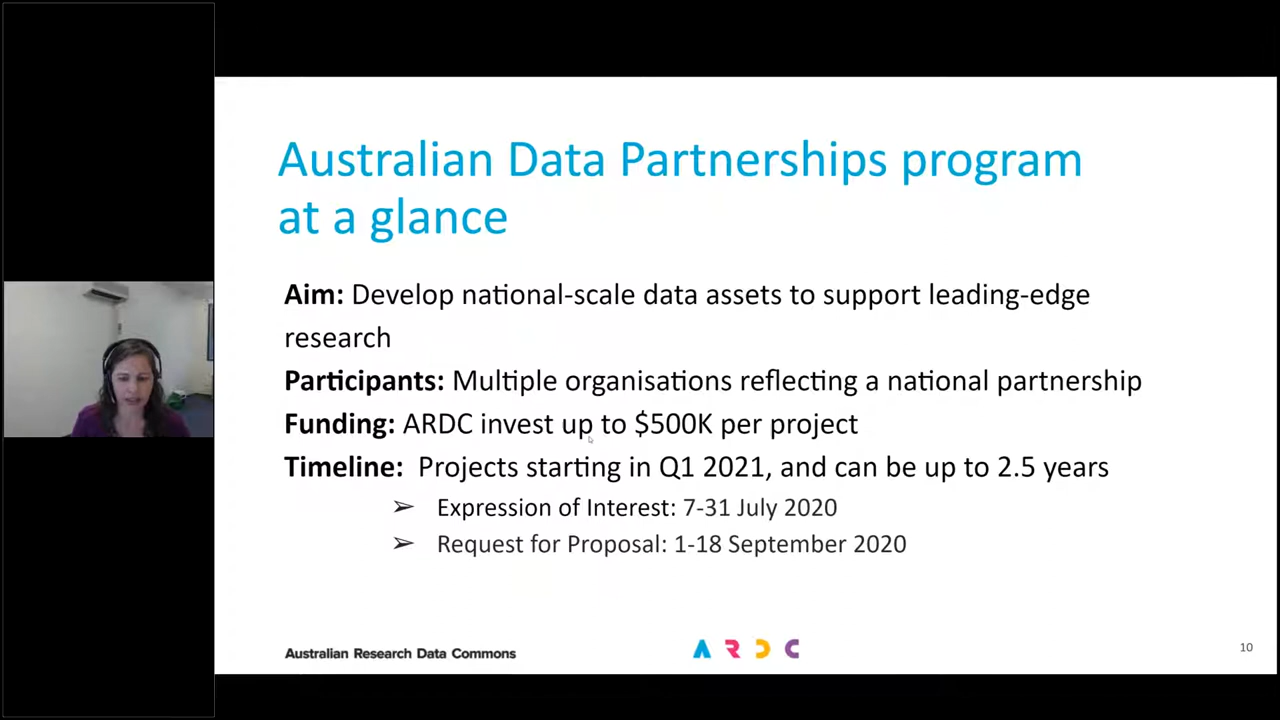 Australian Data Partnerships program
at a glance
Aim: Develop national-scale data assets to support leading-edge
research
Participants: Multiple organisations reflecting a national partnership
Funding: ARDC invest up to $500K per project
Timeline: Projects starting in Q1 2021, and can be up to 2.5 years
➢ Expression of Interest: 7-31 July 2020
➢ Request for Proposal: 1-18 September 2020
Australian Research Data Commons
ARDC
10